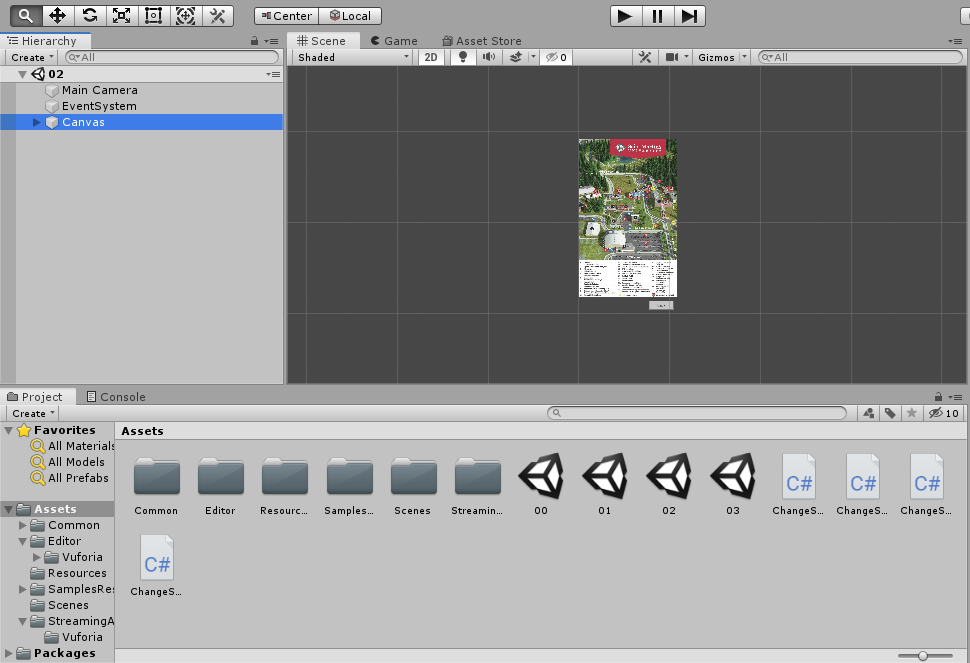 Center Local
Hierarchy
Scene Game Asset Store
Create All
Shaded 2D 0 Gizmos All
02
Main Camera
EventSystem
Canvas
Project Console
Create 10
Favorites
All Materials
All Models
All Prefabs
Assets
Common
Editor
Vuforia
Resources
SamplesRes
Scenes
StreamingA
Vuforia
Packages
Assets
Common Editor Resourc... Samples... Scenes Streamin... 00 01 02 03 C# ChangeS... C# ChangeS... C# ChangeS...
C# ChangeS...